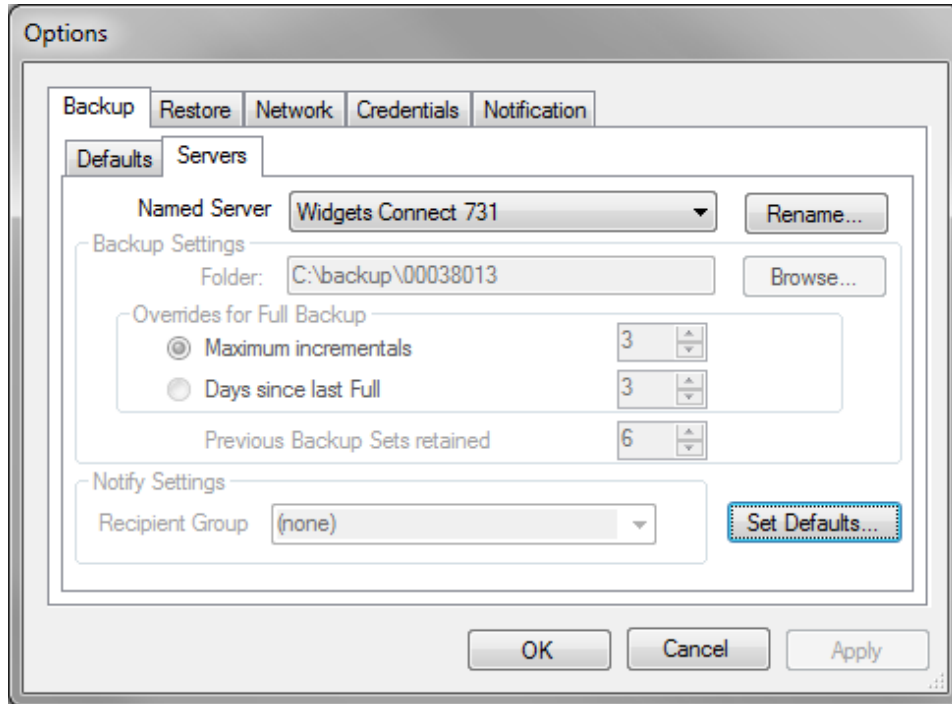 Options
Backup Restore Network Credentials Notification
Defaults Servers
Named Server Widgets Connect 731 Rename...
Backup Settings
Folder: C:\backup\00038013 Browse...
Overrides for Full Backup
Maximum incrementals 3
Days since last Full 3
Previous Backup Sets retained 6
Notify Settings
Recipient Group (none) Set Defaults...
OK Cancel Apply